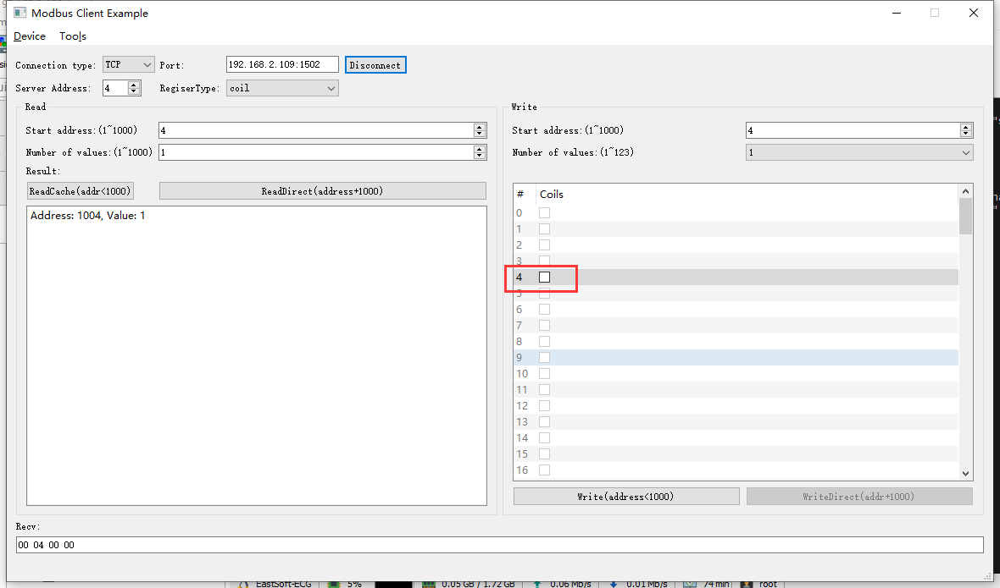 Modbus Client Example
Device Tools
Connection type: TCP Port: 192.168.2.109:1502 Disconnect
Server Address: 4 RegiserType: coil
Read
Start address:(1~1000) 4
Number of values:(1~1000) 1
Result:
ReadCache(addr<1000) ReadDirect(address+1000)
Address: 1004, Value: 1
Write
Start address:(1~1000) 4
Number of values:(1~123) 1
# Coils
0
1
2
3
4
5
6
7
8
9
10
11
12
13
14
15
16
Write(address<1000) WriteDirect(addr+1000)
Recv:
00 04 00 00
EastSoft-ECG 5% 0.05 GB / 1.72 GB 0.06 Mb/s 0.01 Mb/s 74 min root